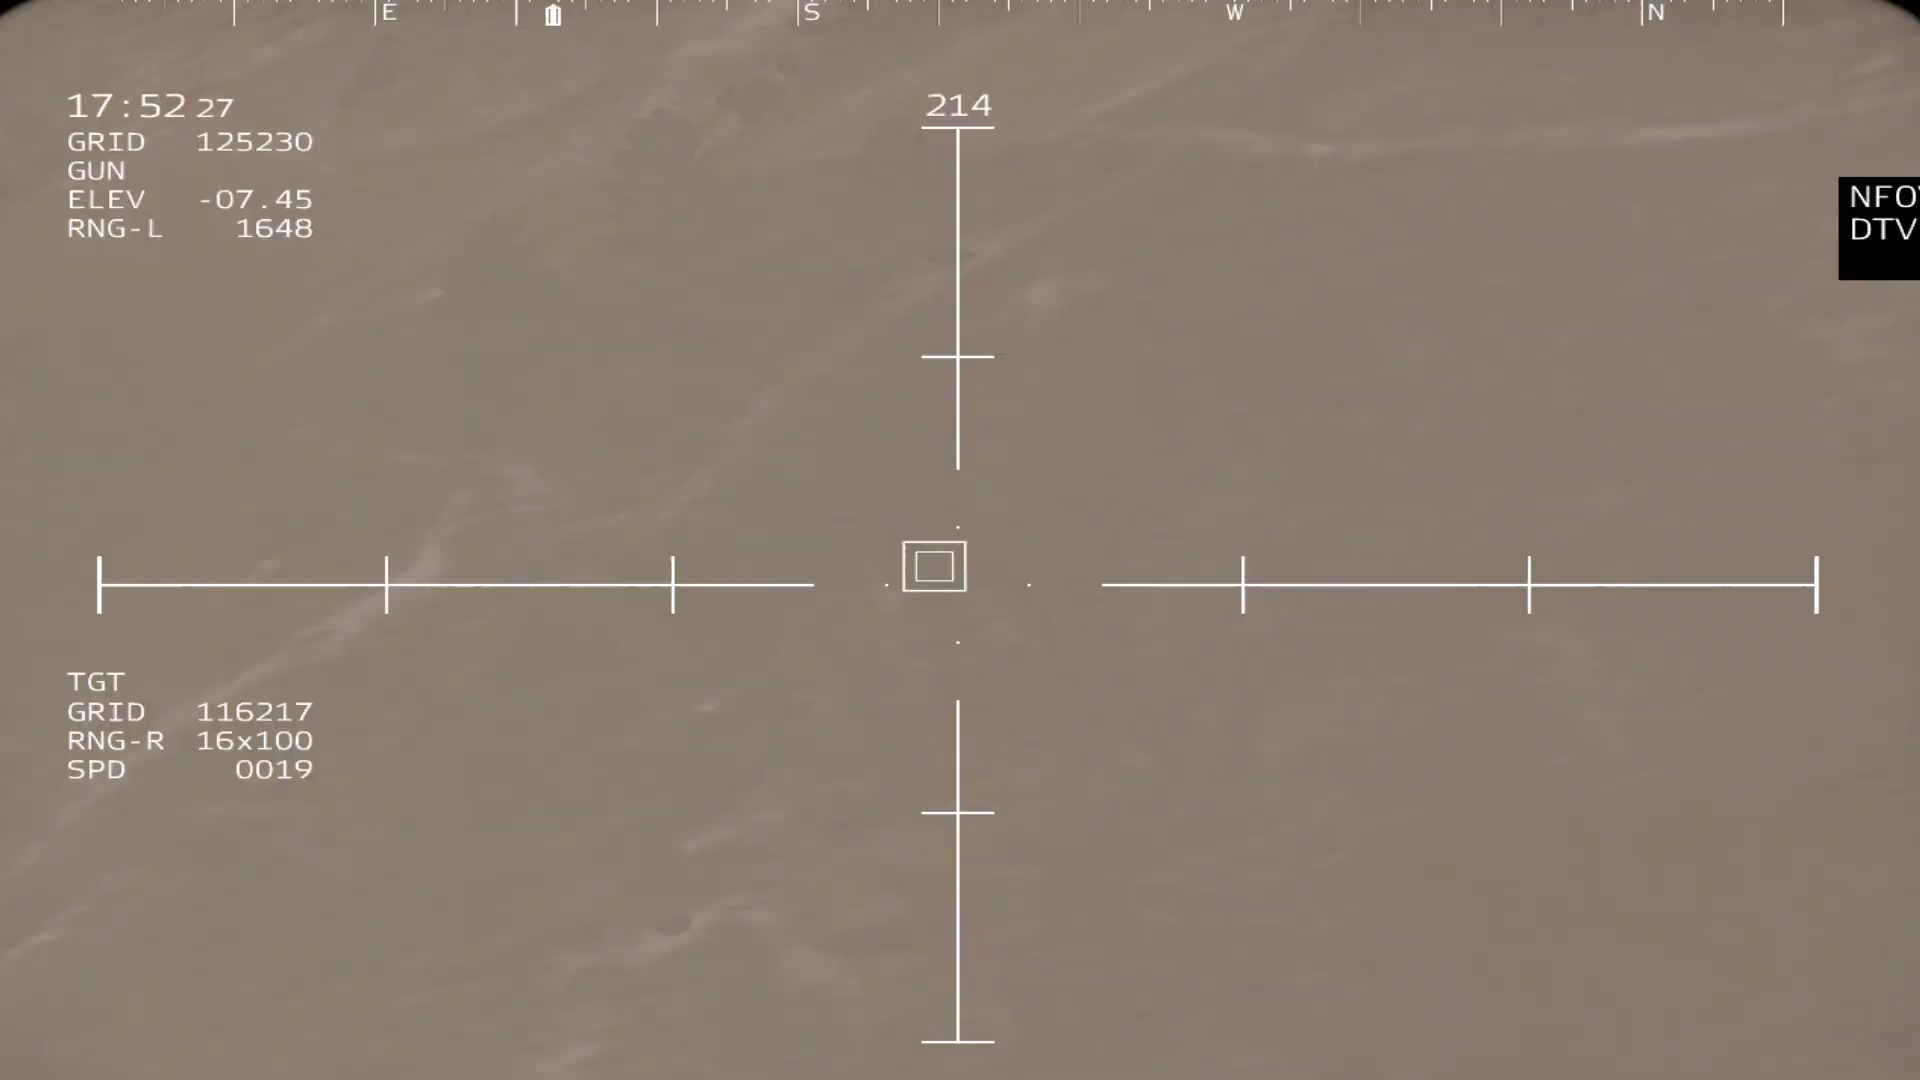 E S W N
17:52 27
214
GRID 125230
GUN
ELEV -07.45
RNG-L 1648
NFO
DTV
TGT
GRID 116217
RNG-R 16x100
SPD 0019